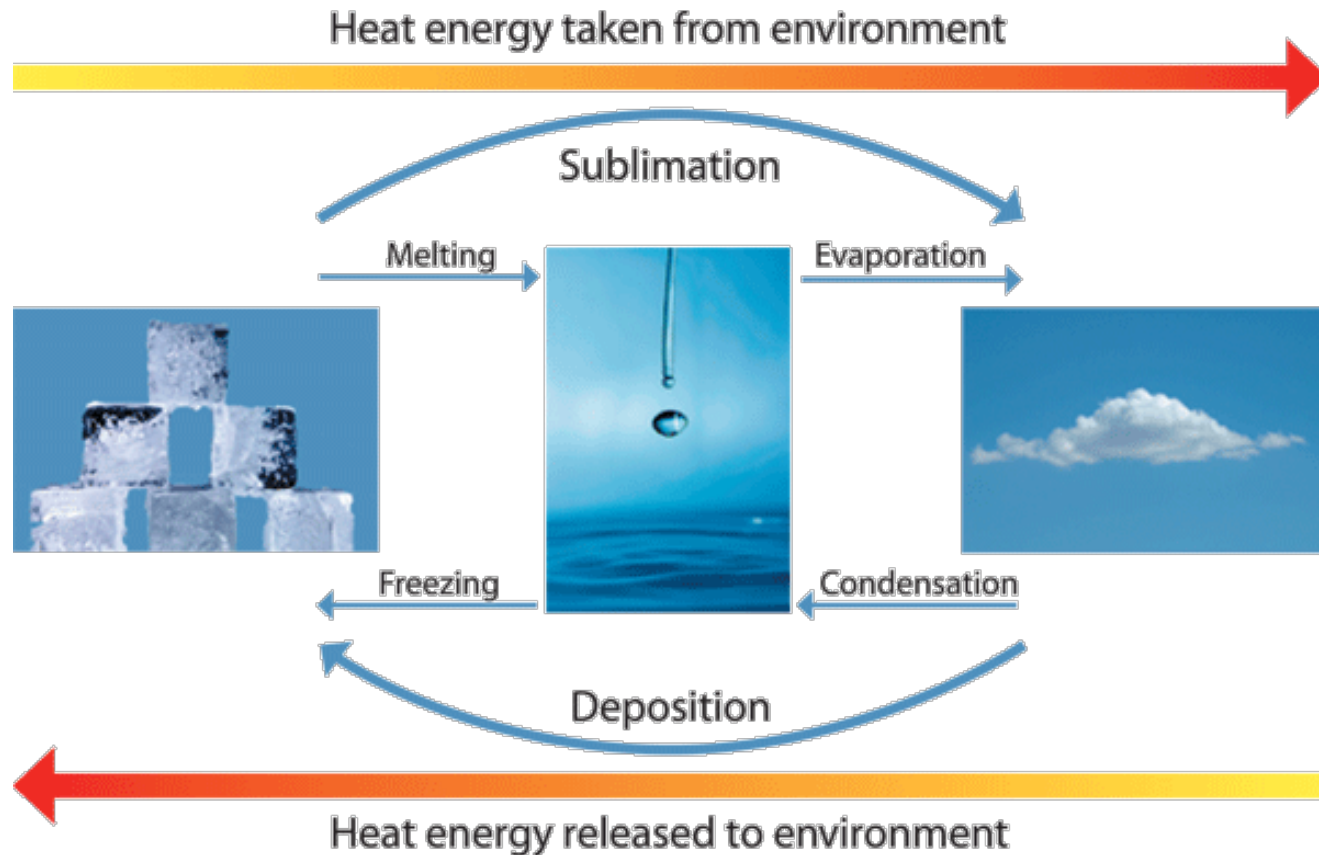 Heat energy taken from environment
Sublimation
Melting
Evaporation
Freezing
Condensation
Deposition
Heat energy released to environment